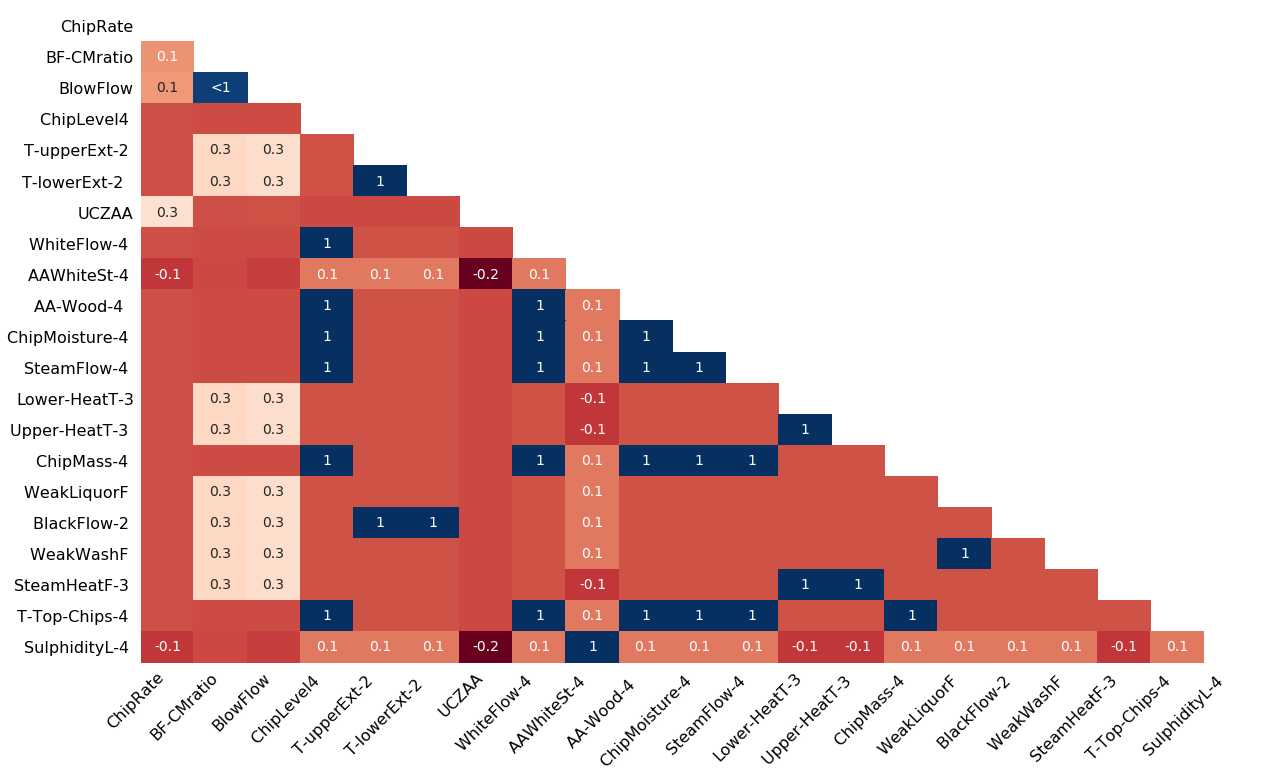 ChipRate
BF-CMratio 0.1
BlowFlow 0.1 <1
ChipLevel4
T-upperExt-2 0.3 0.3
T-lowerExt-2 0.3 0.3 1
UCZAA 0.3
WhiteFlow-4 1
AAWhiteSt-4 -0.1 0.1 0.1 0.1 -0.2 0.1
AA-Wood-4 1 1 0.1
ChipMoisture-4 1 1 0.1 1
SteamFlow-4 1 1 0.1 1 1
Lower-HeatT-3 0.3 0.3 -0.1
Upper-HeatT-3 0.3 0.3 -0.1 1
ChipMass-4 1 1 0.1 1 1 1
WeakLiquorF 0.3 0.3 0.1
BlackFlow-2 0.3 0.3 1 1 0.1
WeakWashF 0.3 0.3 0.1 1
SteamHeatF-3 0.3 0.3 -0.1 1 1
T-Top-Chips-4 1 1 0.1 1 1 1 1
SulphidityL-4 -0.1 0.1 0.1 0.1 -0.2 0.1 1 0.1 0.1 0.1 -0.1 -0.1 0.1 0.1 0.1 0.1 -0.1 0.1
ChipRate
BF-CMratio
BlowFlow
ChipLevel4
T-upperExt-2
T-lowerExt-2
UCZAA
WhiteFlow-4
AAWhiteSt-4
AA-Wood-4
ChipMoisture-4
SteamFlow-4
Lower-HeatT-3
Upper-HeatT-3
ChipMass-4
WeakLiquorF
BlackFlow-2
WeakWashF
SteamHeatF-3
T-Top-Chips-4
SulphidityL-4